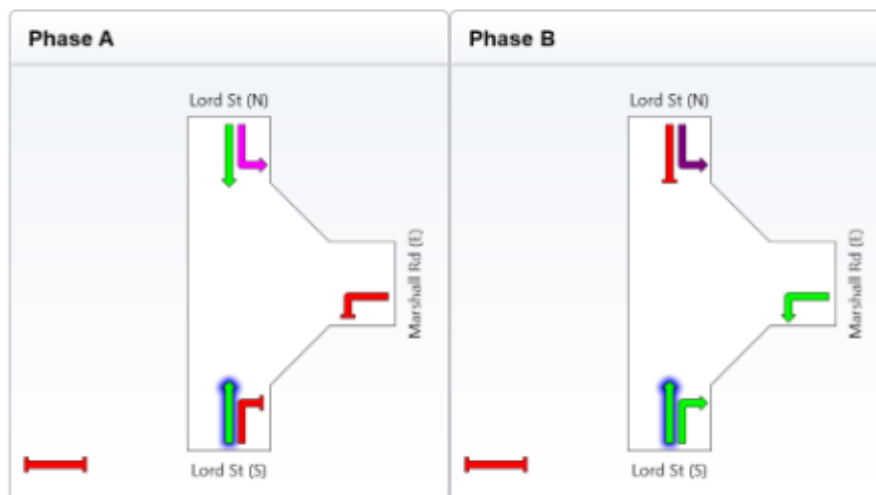 Phase A
Lord St (N)
Marshall Rd (E)
Lord St (S)
Phase B
Lord St (N)
Marshall Rd (E)
Lord St (S)